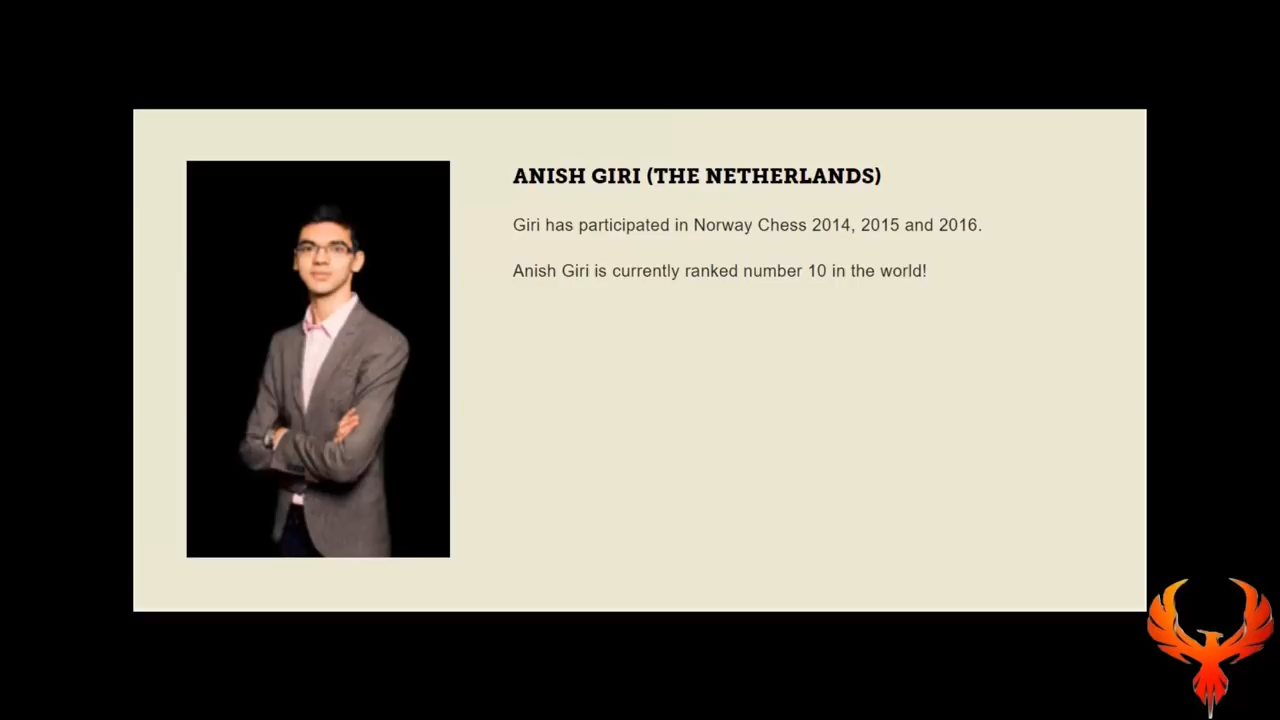 ANISH GIRI (THE NETHERLANDS)
Giri has participated in Norway Chess 2014, 2015 and 2016.
Anish Giri is currently ranked number 10 in the world!